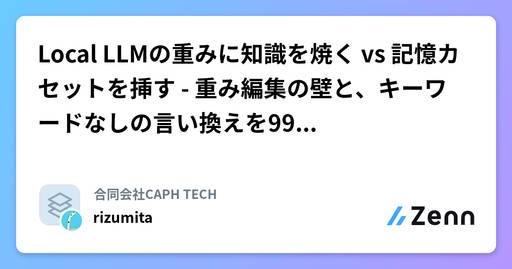 Local LLMの重みに知識を焼く vs 記憶カ
セットを挿す - 重み編集の壁と、キーワ
ードなしの言い換えを99...
合同会社CAPH TECH
rizumita
Zenn